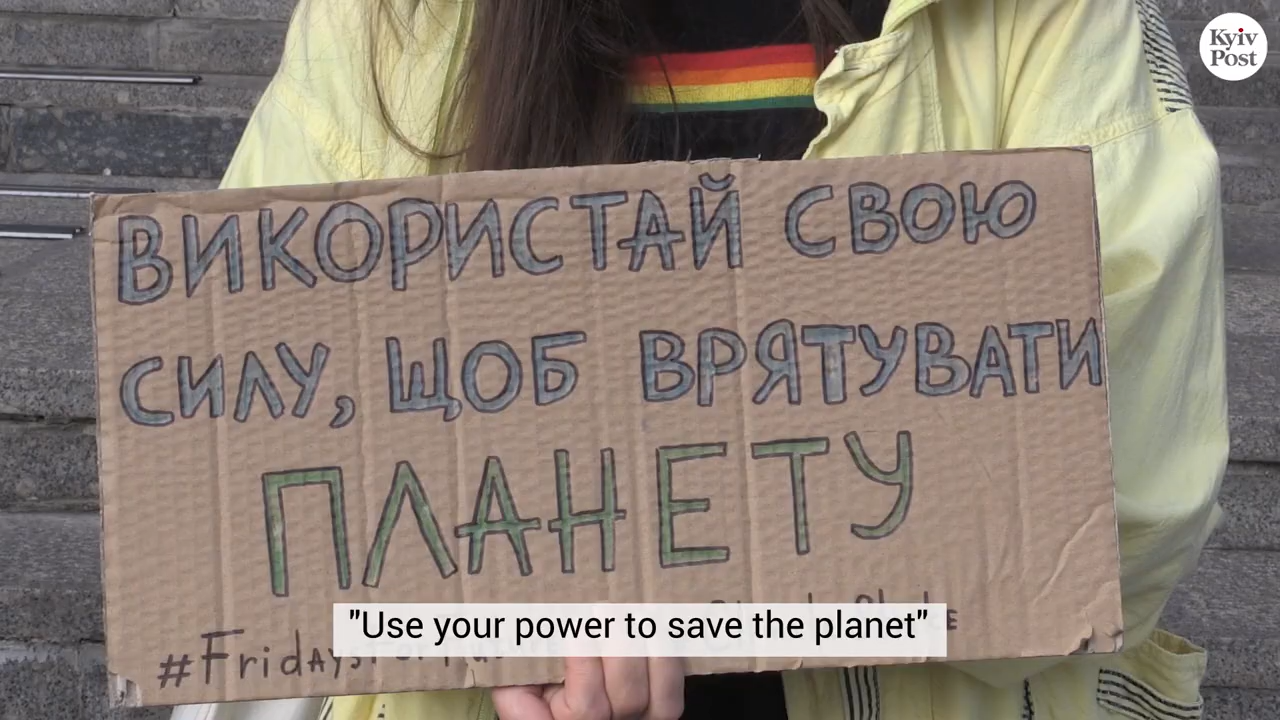 Kyiv
Post
ВИКОРИСТАЙ СВОЮ
СИЛУ, ЩОБ ВРЯТУВАТИ
ПЛАНЕТУ
"Use your power to save the planet"